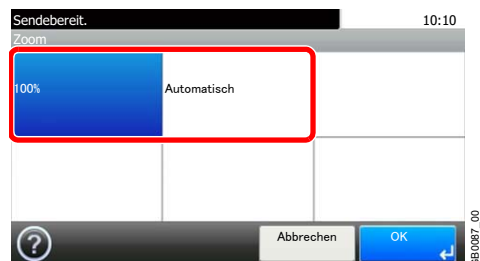 Sendebereit. 10:10
Zoom
100% Automatisch
? Abbrechen OK
GB0087_00